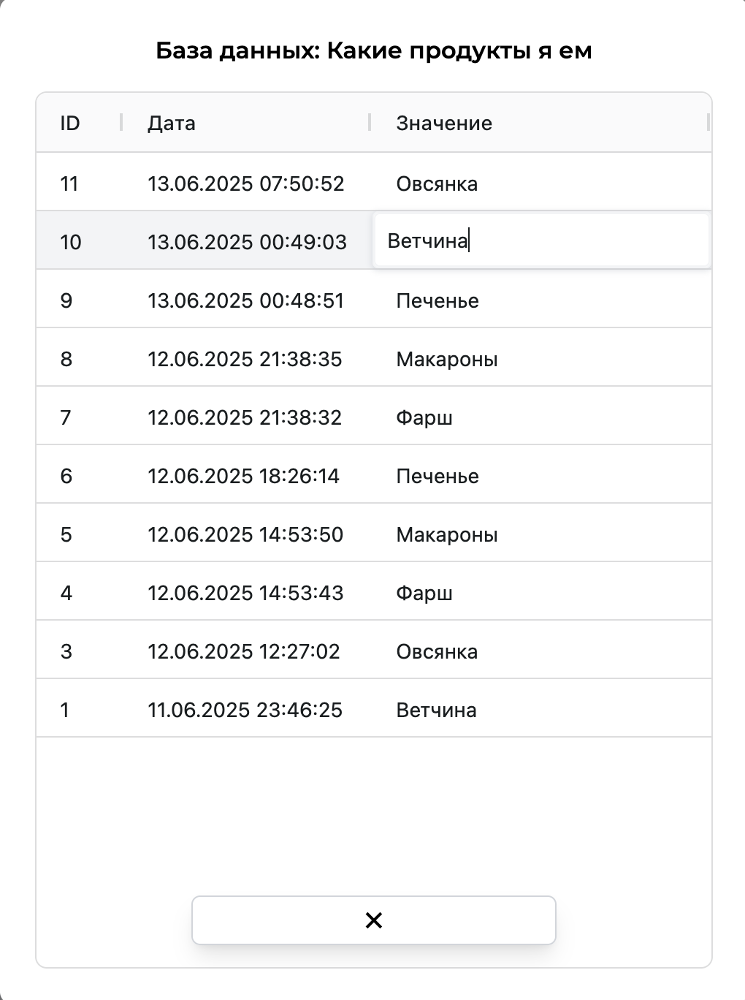 База данных: Какие продукты я ем
ID Дата Значение
11 13.06.2025 07:50:52 Овсянка
10 13.06.2025 00:49:03 Ветчина
9 13.06.2025 00:48:51 Печенье
8 12.06.2025 21:38:35 Макароны
7 12.06.2025 21:38:32 Фарш
6 12.06.2025 18:26:14 Печенье
5 12.06.2025 14:53:50 Макароны
4 12.06.2025 14:53:43 Фарш
3 12.06.2025 12:27:02 Овсянка
1 11.06.2025 23:46:25 Ветчина